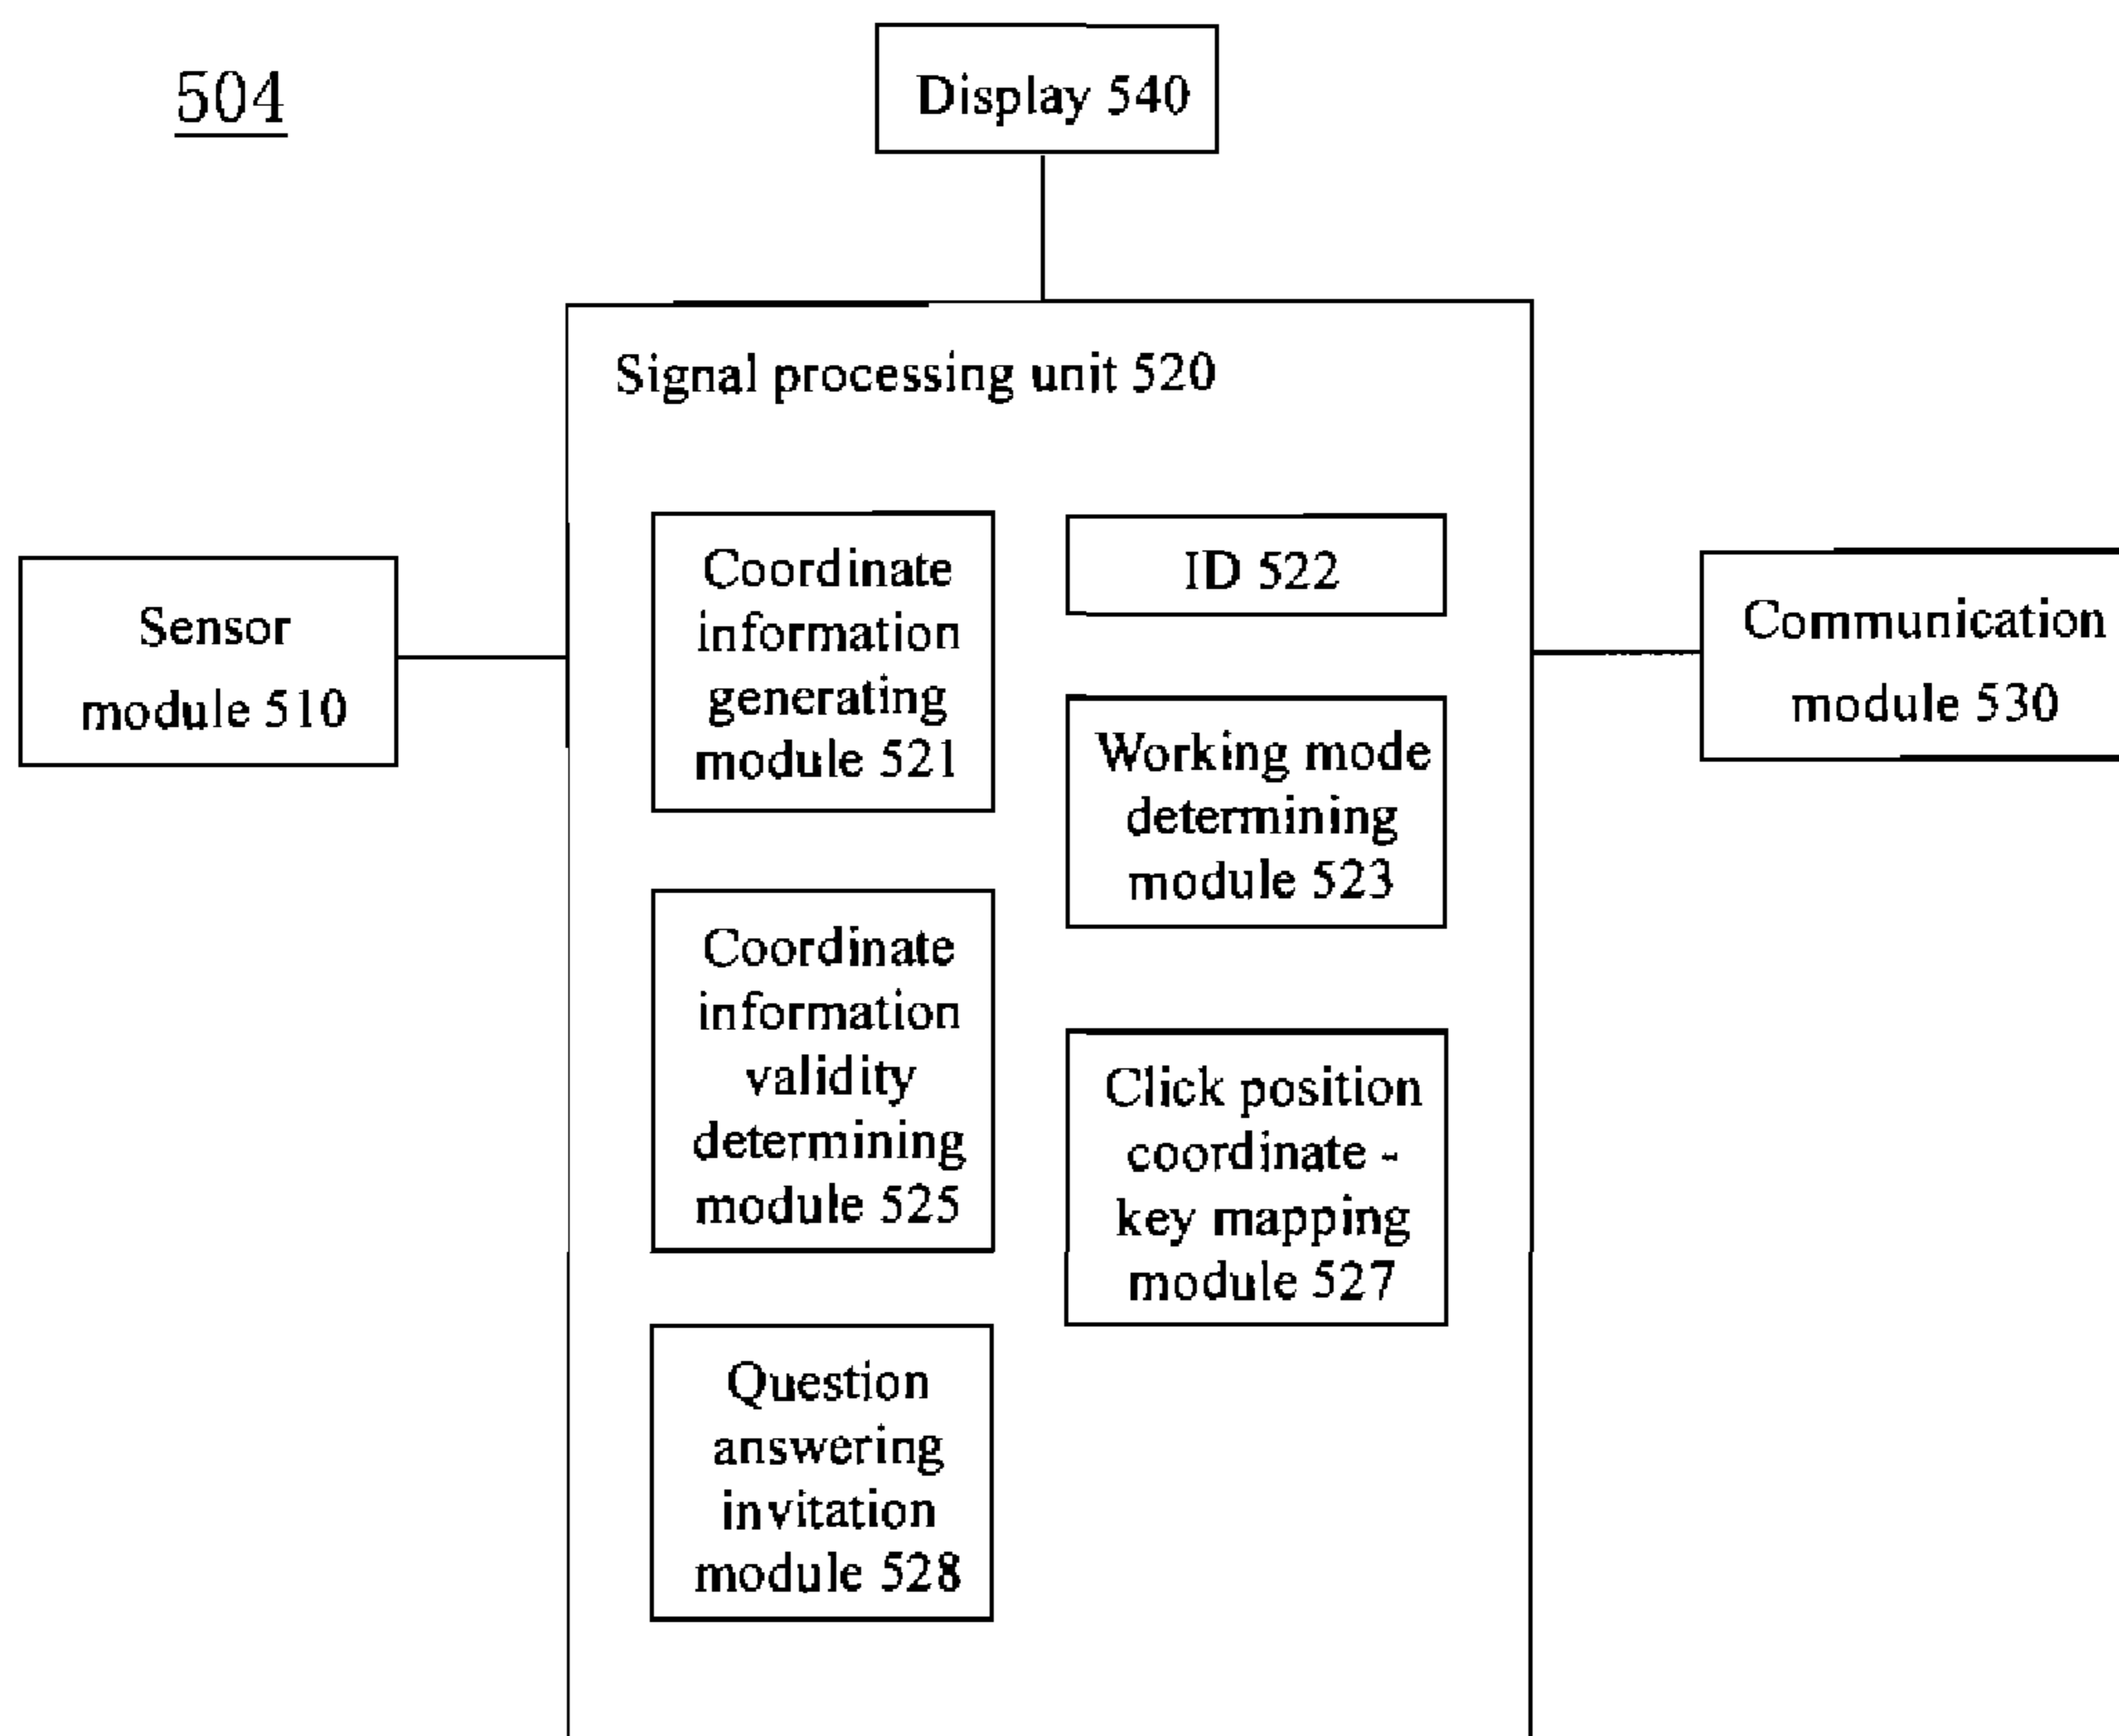 504
Display 540
Signal processing unit 520
Sensor
module 510
Coordinate
information
generating
module 521
ID 522
Working mode
determining
module 523
Communication
module 530
Coordinate
information
validity
determining
module 525
Click position
coordinate -
key mapping
module 527
Question
answering
invitation
module 528